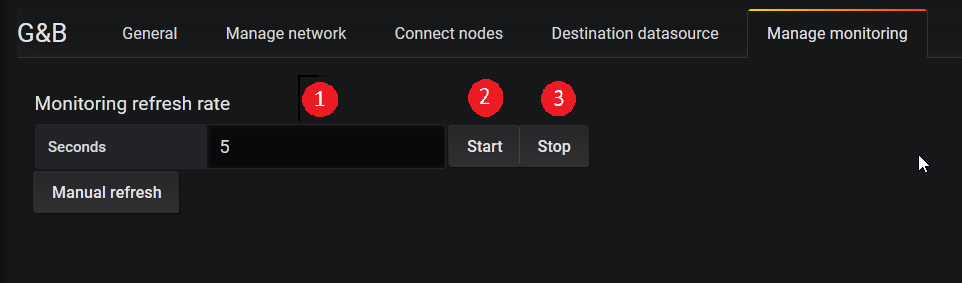 G&B General Manage network Connect nodes Destination datasource Manage monitoring
1 2 3
Monitoring refresh rate
Seconds 5 Start Stop
Manual refresh